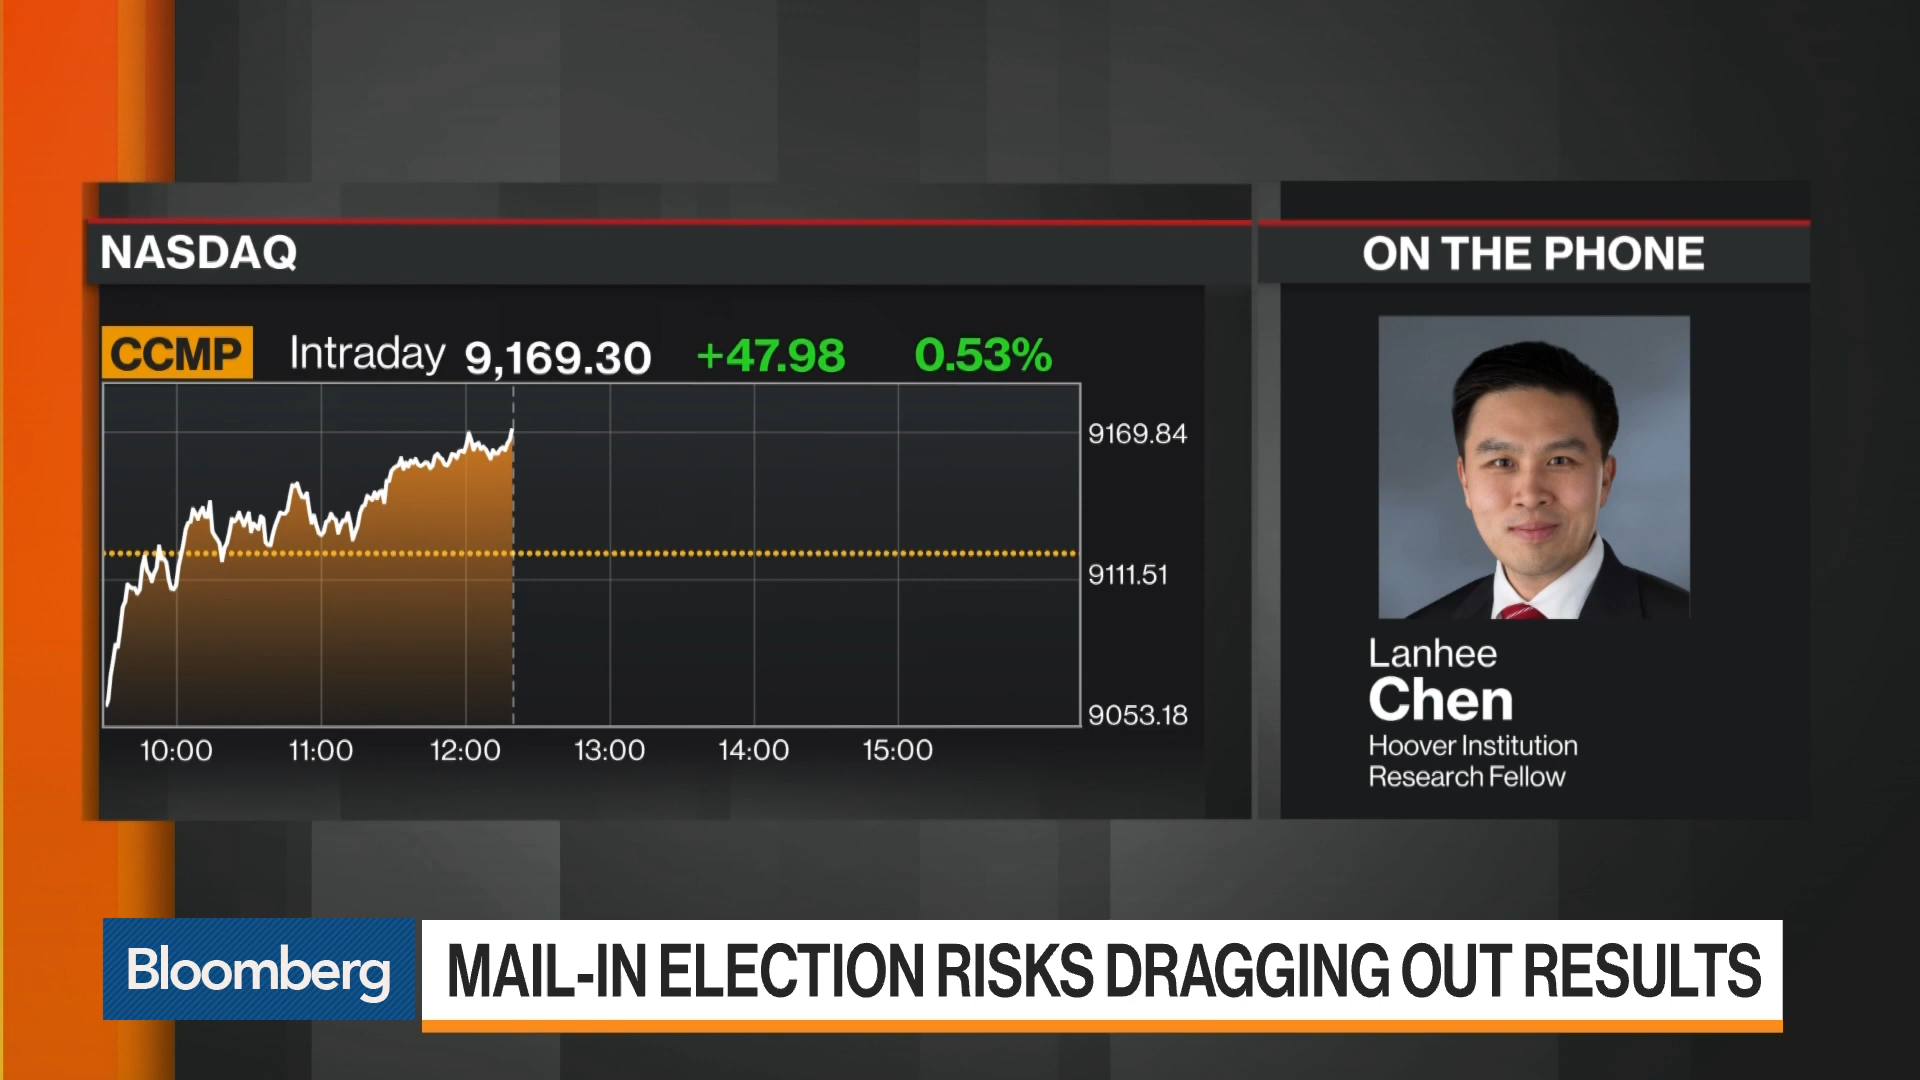 NASDAQ
CCMP Intraday 9,169.30 +47.98 0.53%
9169.84
9111.51
9053.18
10:00 11:00 12:00 13:00 14:00 15:00
ON THE PHONE
Lanhee
Chen
Hoover Institution
Research Fellow
Bloomberg
MAIL-IN ELECTION RISKS DRAGGING OUT RESULTS